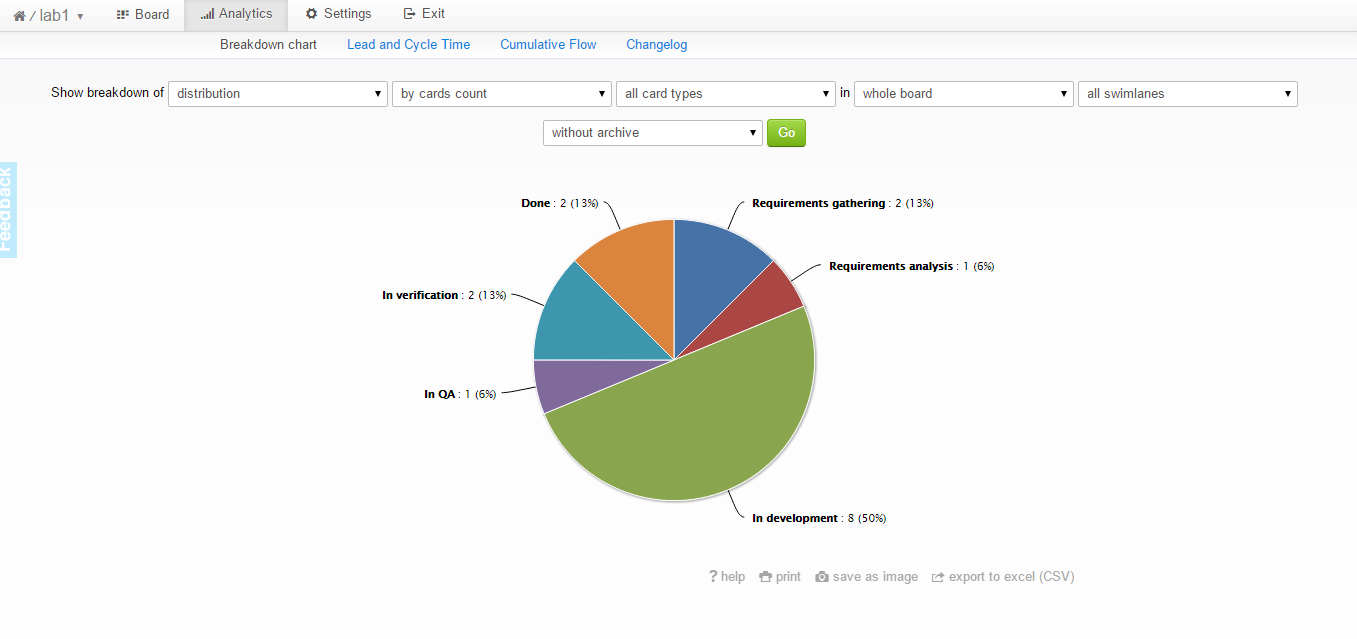 / lab1 Board Analytics Settings Exit
Breakdown chart Lead and Cycle Time Cumulative Flow Changelog
Show breakdown of distribution by cards count all card types in whole board all swimlanes
without archive Go
Feedback
Done : 2 (13%) Requirements gathering : 2 (13%)
Requirements analysis : 1 (6%)
In verification : 2 (13%)
In QA : 1 (6%)
In development : 8 (50%)
? help print save as image export to excel (CSV)